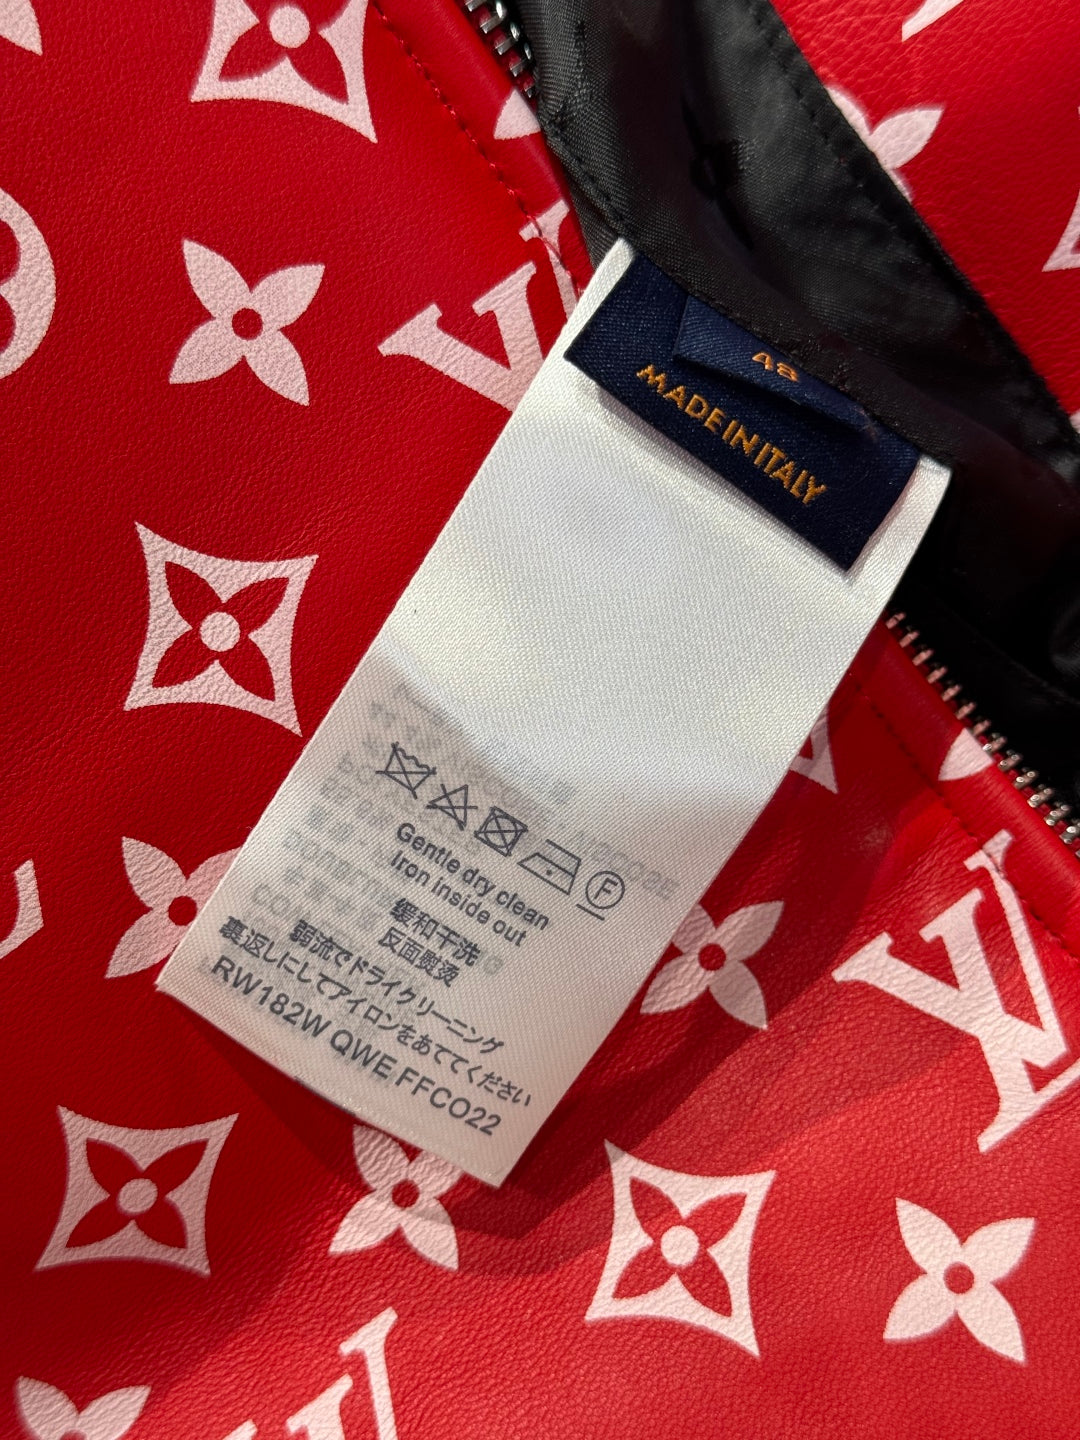 48
MADE IN ITALY
F
Gentle dry clean
Iron inside out
缓和干洗
反面熨烫
弱流でドライクリーニング
裏返しにしてアイロンをあててください
RW182W QWE FFCO22